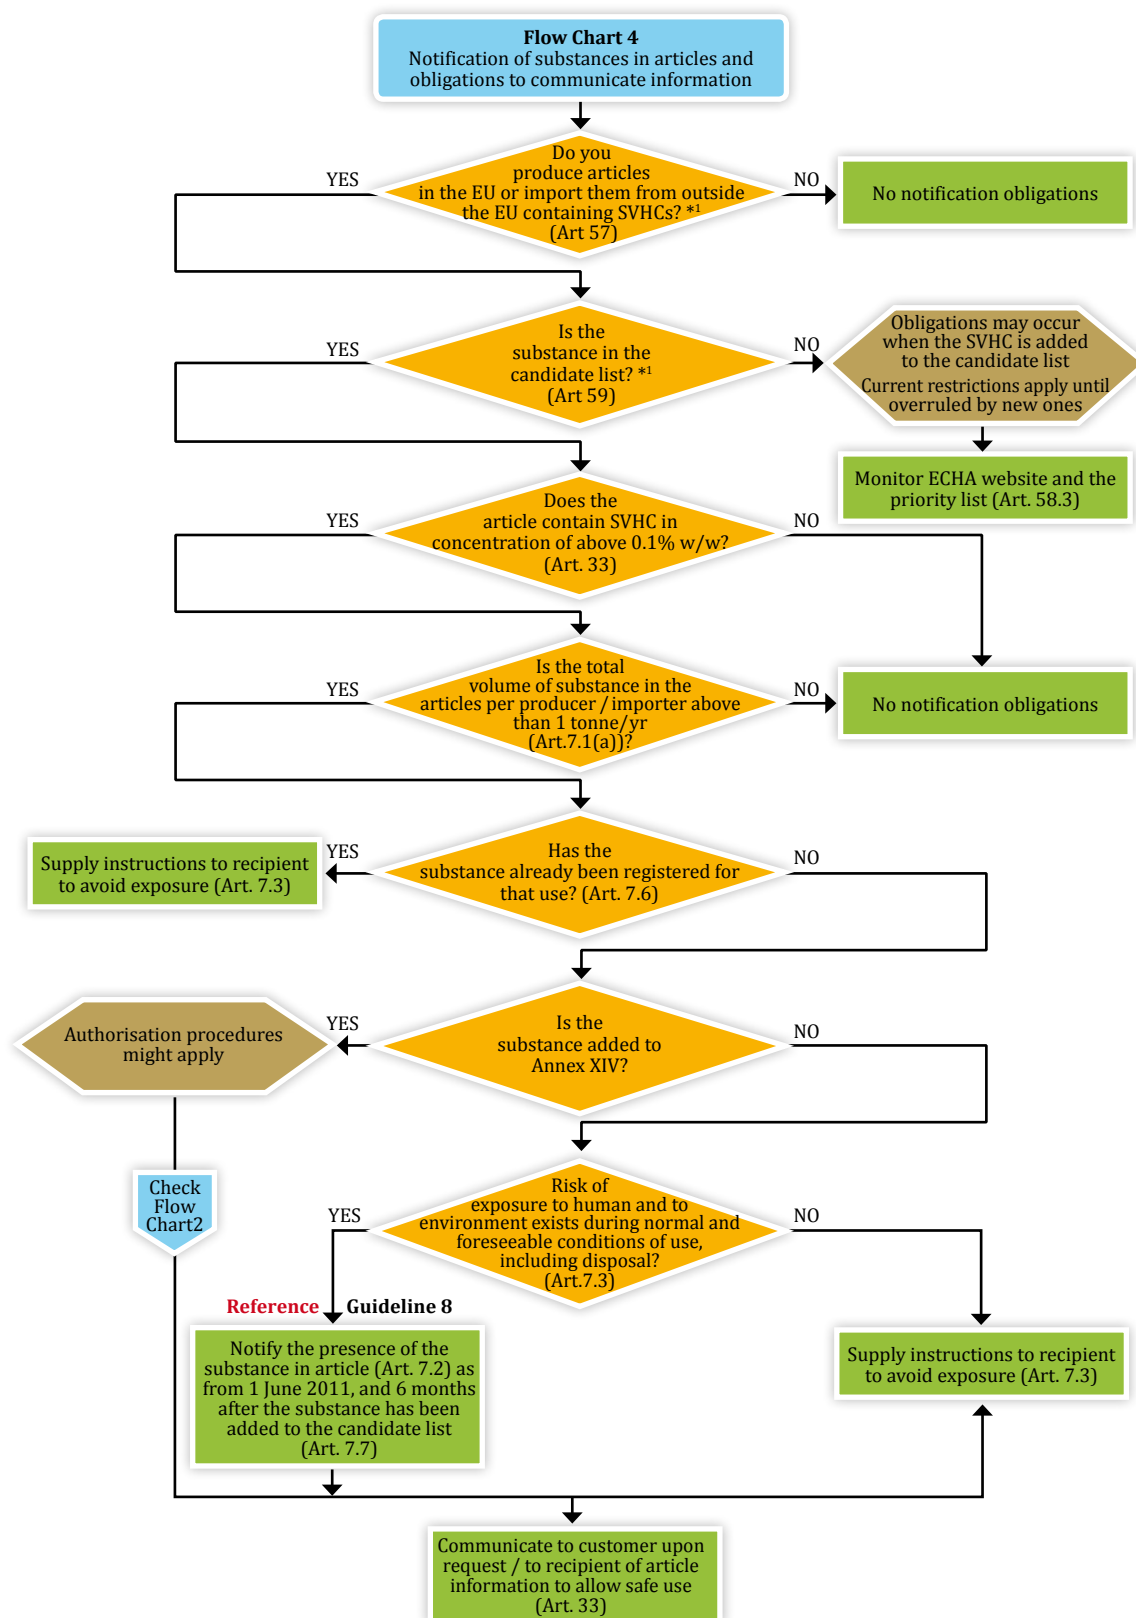 Flow Chart 4
Notification of substances in articles and
obligations to communicate information
Do you
produce articles
in the EU or import them from outside
the EU containing SVHCs? *1
(Art 57)
YES
NO
No notification obligations
Is the
substance in the
candidate list? *1
(Art 59)
YES
NO
Obligations may occur
when the SVHC is added
to the candidate list
Current restrictions apply until
overruled by new ones
Monitor ECHA website and the
priority list (Art. 58.3)
Does the
article contain SVHC in
concentration of above 0.1% w/w?
(Art. 33)
YES
NO
Is the total
volume of substance in the
articles per producer / importer above
than 1 tonne/yr
(Art.7.1(a))?
YES
NO
No notification obligations
Has the
substance already been registered for
that use? (Art. 7.6)
YES
NO
Supply instructions to recipient
to avoid exposure (Art. 7.3)
Is the
substance added to
Annex XIV?
YES
NO
Authorisation procedures
might apply
Check
Flow
Chart2
Risk of
exposure to human and to
environment exists during normal and
foreseeable conditions of use,
including disposal?
(Art.7.3)
YES
NO
Reference Guideline 8
Notify the presence of the
substance in article (Art. 7.2) as
from 1 June 2011, and 6 months
after the substance has been
added to the candidate list
(Art. 7.7)
Supply instructions to recipient
to avoid exposure (Art. 7.3)
Communicate to customer upon
request / to recipient of article
information to allow safe use
(Art. 33)